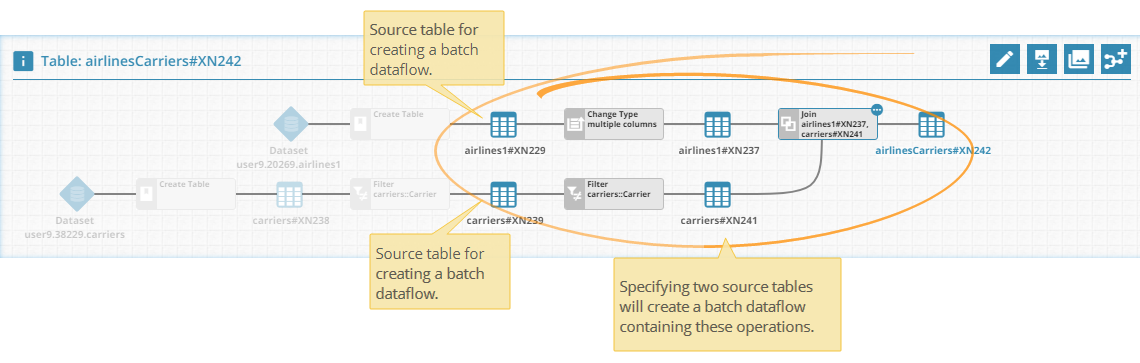 Source table for
creating a batch
dataflow.
i Table: airlinesCarriers#XN242
Create Table
Change Type
multiple columns
Join
airlines1#XN237,
carriers#XN241
Dataset
user9.20269.airlines1
airlines1#XN229
airlines1#XN237
airlinesCarriers#XN242
Create Table
Filter
carriers::Carrier
Filter
carriers::Carrier
Dataset
user9.38229.carriers
carriers#XN238
carriers#XN239
carriers#XN241
Source table for
creating a batch
dataflow.
Specifying two source tables
will create a batch dataflow
containing these operations.